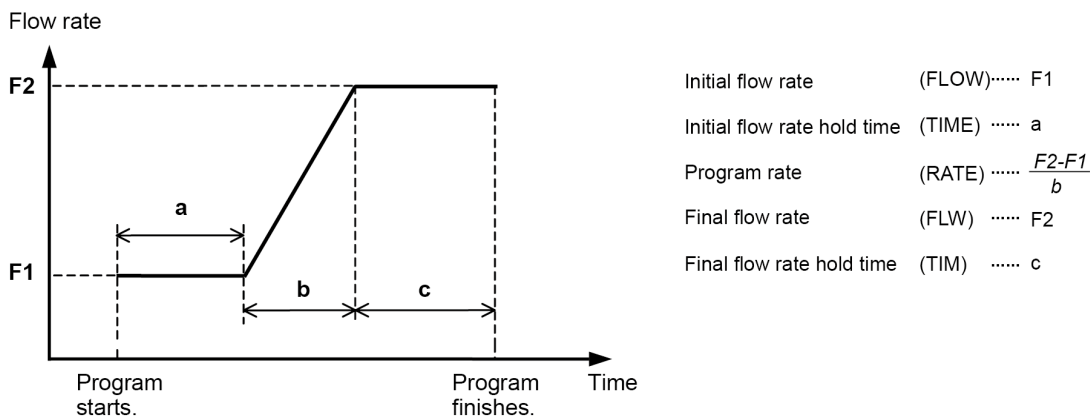 Flow rate
F2
a
F1
b
c
Program starts.
Program finishes.
Time
Initial flow rate (FLOW)······ F1
Initial flow rate hold time (TIME) ······ a
Program rate (RATE) ······ F2-F1
b
Final flow rate (FLW) ······ F2
Final flow rate hold time (TIM) ······ c